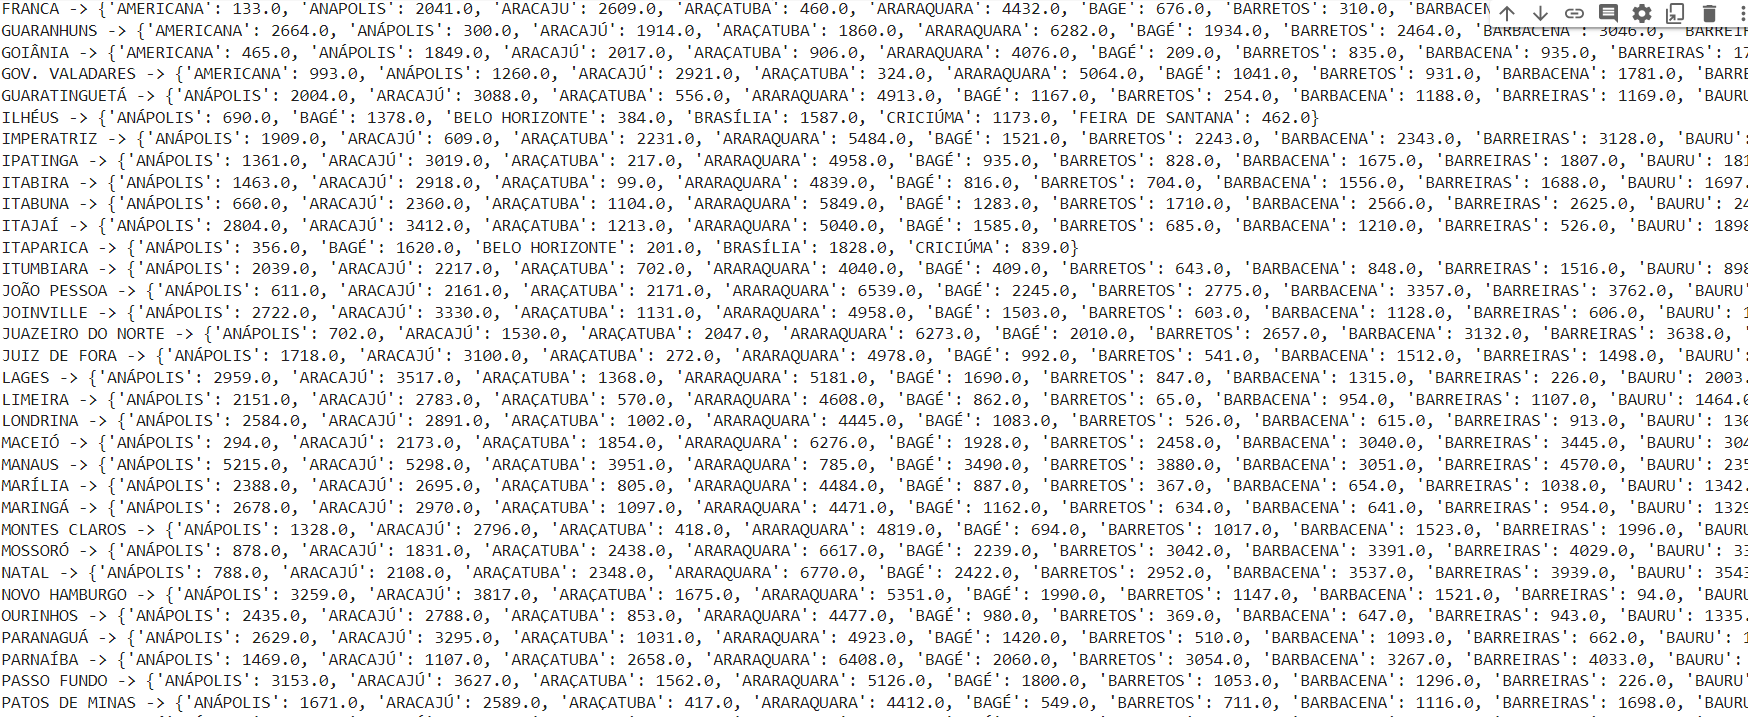 FRANCA -> {'AMERICANA': 133.0, 'ANÁPOLIS': 2041.0, 'ARACAJÚ': 2609.0, 'ARAÇATUBA': 460.0, 'ARARAQUARA': 4432.0, 'BAGÉ': 676.0, 'BARRETOS': 310.0, 'BARBACEN
GUARANHUNS -> {'AMERICANA': 2664.0, 'ANÁPOLIS': 300.0, 'ARACAJÚ': 1914.0, 'ARAÇATUBA': 1860.0, 'ARARAQUARA': 6282.0, 'BAGÉ': 1934.0, 'BARRETOS': 2464.0, 'BARBACENA': 3046.0, 'BARREIR
GOIÂNIA -> {'AMERICANA': 465.0, 'ANÁPOLIS': 1849.0, 'ARACAJÚ': 2017.0, 'ARAÇATUBA': 906.0, 'ARARAQUARA': 4076.0, 'BAGÉ': 209.0, 'BARRETOS': 835.0, 'BARBACENA': 935.0, 'BARREIRAS': 17
GOV. VALADARES -> {'AMERICANA': 993.0, 'ANÁPOLIS': 1260.0, 'ARACAJÚ': 2921.0, 'ARAÇATUBA': 324.0, 'ARARAQUARA': 5064.0, 'BAGÉ': 1041.0, 'BARRETOS': 931.0, 'BARBACENA': 1781.0, 'BARRE
GUARATINGUETÁ -> {'ANÁPOLIS': 2004.0, 'ARACAJÚ': 3088.0, 'ARAÇATUBA': 556.0, 'ARARAQUARA': 4913.0, 'BAGÉ': 1167.0, 'BARRETOS': 254.0, 'BARBACENA': 1188.0, 'BARREIRAS': 1169.0, 'BAURU
ILHÉUS -> {'ANÁPOLIS': 690.0, 'BAGÉ': 1378.0, 'BELO HORIZONTE': 384.0, 'BRASÍLIA': 1587.0, 'CRICIÚMA': 1173.0, 'FEIRA DE SANTANA': 462.0}
IMPERATRIZ -> {'ANÁPOLIS': 1909.0, 'ARACAJÚ': 609.0, 'ARAÇATUBA': 2231.0, 'ARARAQUARA': 5484.0, 'BAGÉ': 1521.0, 'BARRETOS': 2243.0, 'BARBACENA': 2343.0, 'BARREIRAS': 3128.0, 'BAURU':
IPATINGA -> {'ANÁPOLIS': 1361.0, 'ARACAJÚ': 3019.0, 'ARAÇATUBA': 217.0, 'ARARAQUARA': 4958.0, 'BAGÉ': 935.0, 'BARRETOS': 828.0, 'BARBACENA': 1675.0, 'BARREIRAS': 1807.0, 'BAURU': 181
ITABIRA -> {'ANÁPOLIS': 1463.0, 'ARACAJÚ': 2918.0, 'ARAÇATUBA': 99.0, 'ARARAQUARA': 4839.0, 'BAGÉ': 816.0, 'BARRETOS': 704.0, 'BARBACENA': 1556.0, 'BARREIRAS': 1688.0, 'BAURU': 1697.
ITABUNA -> {'ANÁPOLIS': 660.0, 'ARACAJÚ': 2360.0, 'ARAÇATUBA': 1104.0, 'ARARAQUARA': 5849.0, 'BAGÉ': 1283.0, 'BARRETOS': 1710.0, 'BARBACENA': 2566.0, 'BARREIRAS': 2625.0, 'BAURU': 24
ITAJAÍ -> {'ANÁPOLIS': 2804.0, 'ARACAJÚ': 3412.0, 'ARAÇATUBA': 1213.0, 'ARARAQUARA': 5040.0, 'BAGÉ': 1585.0, 'BARRETOS': 685.0, 'BARBACENA': 1210.0, 'BARREIRAS': 526.0, 'BAURU': 1898
ITAPARICA -> {'ANÁPOLIS': 356.0, 'BAGÉ': 1620.0, 'BELO HORIZONTE': 201.0, 'BRASÍLIA': 1828.0, 'CRICIÚMA': 839.0}
ITUMBIARA -> {'ANÁPOLIS': 2039.0, 'ARACAJÚ': 2217.0, 'ARAÇATUBA': 702.0, 'ARARAQUARA': 4040.0, 'BAGÉ': 409.0, 'BARRETOS': 643.0, 'BARBACENA': 848.0, 'BARREIRAS': 1516.0, 'BAURU': 898
JOÃO PESSOA -> {'ANÁPOLIS': 611.0, 'ARACAJÚ': 2161.0, 'ARAÇATUBA': 2171.0, 'ARARAQUARA': 6539.0, 'BAGÉ': 2245.0, 'BARRETOS': 2775.0, 'BARBACENA': 3357.0, 'BARREIRAS': 3762.0, 'BAURU'
JOINVILLE -> {'ANÁPOLIS': 2722.0, 'ARACAJÚ': 3330.0, 'ARAÇATUBA': 1131.0, 'ARARAQUARA': 4958.0, 'BAGÉ': 1503.0, 'BARRETOS': 603.0, 'BARBACENA': 1128.0, 'BARREIRAS': 606.0, 'BAURU': 1
JUAZEIRO DO NORTE -> {'ANÁPOLIS': 702.0, 'ARACAJÚ': 1530.0, 'ARAÇATUBA': 2047.0, 'ARARAQUARA': 6273.0, 'BAGÉ': 2010.0, 'BARRETOS': 2657.0, 'BARBACENA': 3132.0, 'BARREIRAS': 3638.0, '
JUIZ DE FORA -> {'ANÁPOLIS': 1718.0, 'ARACAJÚ': 3100.0, 'ARAÇATUBA': 272.0, 'ARARAQUARA': 4978.0, 'BAGÉ': 992.0, 'BARRETOS': 541.0, 'BARBACENA': 1512.0, 'BARREIRAS': 1498.0, 'BAURU':
LAGES -> {'ANÁPOLIS': 2959.0, 'ARACAJÚ': 3517.0, 'ARAÇATUBA': 1368.0, 'ARARAQUARA': 5181.0, 'BAGÉ': 1690.0, 'BARRETOS': 847.0, 'BARBACENA': 1315.0, 'BARREIRAS': 226.0, 'BAURU': 2003.
LIMEIRA -> {'ANÁPOLIS': 2151.0, 'ARACAJÚ': 2783.0, 'ARAÇATUBA': 570.0, 'ARARAQUARA': 4608.0, 'BAGÉ': 862.0, 'BARRETOS': 65.0, 'BARBACENA': 954.0, 'BARREIRAS': 1107.0, 'BAURU': 1464.0
LONDRINA -> {'ANÁPOLIS': 2584.0, 'ARACAJÚ': 2891.0, 'ARAÇATUBA': 1002.0, 'ARARAQUARA': 4445.0, 'BAGÉ': 1083.0, 'BARRETOS': 526.0, 'BARBACENA': 615.0, 'BARREIRAS': 913.0, 'BAURU': 130
MACEIÓ -> {'ANÁPOLIS': 294.0, 'ARACAJÚ': 2173.0, 'ARAÇATUBA': 1854.0, 'ARARAQUARA': 6276.0, 'BAGÉ': 1928.0, 'BARRETOS': 2458.0, 'BARBACENA': 3040.0, 'BARREIRAS': 3445.0, 'BAURU': 304
MANAUS -> {'ANÁPOLIS': 5215.0, 'ARACAJÚ': 5298.0, 'ARAÇATUBA': 3951.0, 'ARARAQUARA': 785.0, 'BAGÉ': 3490.0, 'BARRETOS': 3880.0, 'BARBACENA': 3051.0, 'BARREIRAS': 4570.0, 'BAURU': 235
MARÍLIA -> {'ANÁPOLIS': 2388.0, 'ARACAJÚ': 2695.0, 'ARAÇATUBA': 805.0, 'ARARAQUARA': 4484.0, 'BAGÉ': 887.0, 'BARRETOS': 367.0, 'BARBACENA': 654.0, 'BARREIRAS': 1038.0, 'BAURU': 1342.
MARINGÁ -> {'ANÁPOLIS': 2678.0, 'ARACAJÚ': 2970.0, 'ARAÇATUBA': 1097.0, 'ARARAQUARA': 4471.0, 'BAGÉ': 1162.0, 'BARRETOS': 634.0, 'BARBACENA': 641.0, 'BARREIRAS': 954.0, 'BAURU': 1329
MONTES CLAROS -> {'ANÁPOLIS': 1328.0, 'ARACAJÚ': 2796.0, 'ARAÇATUBA': 418.0, 'ARARAQUARA': 4819.0, 'BAGÉ': 694.0, 'BARRETOS': 1017.0, 'BARBACENA': 1523.0, 'BARREIRAS': 1996.0, 'BAURU
MOSSORÓ -> {'ANÁPOLIS': 878.0, 'ARACAJÚ': 1831.0, 'ARAÇATUBA': 2438.0, 'ARARAQUARA': 6617.0, 'BAGÉ': 2239.0, 'BARRETOS': 3042.0, 'BARBACENA': 3391.0, 'BARREIRAS': 4029.0, 'BAURU': 33
NATAL -> {'ANÁPOLIS': 788.0, 'ARACAJÚ': 2108.0, 'ARAÇATUBA': 2348.0, 'ARARAQUARA': 6770.0, 'BAGÉ': 2422.0, 'BARRETOS': 2952.0, 'BARBACENA': 3537.0, 'BARREIRAS': 3939.0, 'BAURU': 3543
NOVO HAMBURGO -> {'ANÁPOLIS': 3259.0, 'ARACAJÚ': 3817.0, 'ARAÇATUBA': 1675.0, 'ARARAQUARA': 5351.0, 'BAGÉ': 1990.0, 'BARRETOS': 1147.0, 'BARBACENA': 1521.0, 'BARREIRAS': 94.0, 'BAURU
OURINHOS -> {'ANÁPOLIS': 2435.0, 'ARACAJÚ': 2788.0, 'ARAÇATUBA': 853.0, 'ARARAQUARA': 4477.0, 'BAGÉ': 980.0, 'BARRETOS': 369.0, 'BARBACENA': 647.0, 'BARREIRAS': 943.0, 'BAURU': 1335.
PARANAGUÁ -> {'ANÁPOLIS': 2629.0, 'ARACAJÚ': 3295.0, 'ARAÇATUBA': 1031.0, 'ARARAQUARA': 4923.0, 'BAGÉ': 1420.0, 'BARRETOS': 510.0, 'BARBACENA': 1093.0, 'BARREIRAS': 662.0, 'BAURU': 1
PARNAÍBA -> {'ANÁPOLIS': 1469.0, 'ARACAJÚ': 1107.0, 'ARAÇATUBA': 2658.0, 'ARARAQUARA': 6408.0, 'BAGÉ': 2060.0, 'BARRETOS': 3054.0, 'BARBACENA': 3267.0, 'BARREIRAS': 4033.0, 'BAURU':
PASSO FUNDO -> {'ANÁPOLIS': 3153.0, 'ARACAJÚ': 3627.0, 'ARAÇATUBA': 1562.0, 'ARARAQUARA': 5126.0, 'BAGÉ': 1800.0, 'BARRETOS': 1053.0, 'BARBACENA': 1296.0, 'BARREIRAS': 226.0, 'BAURU'
PATOS DE MINAS -> {'ANÁPOLIS': 1671.0, 'ARACAJÚ': 2589.0, 'ARAÇATUBA': 417.0, 'ARARAQUARA': 4412.0, 'BAGÉ': 549.0, 'BARRETOS': 711.0, 'BARBACENA': 1116.0, 'BARREIRAS': 1698.0, 'BAURU